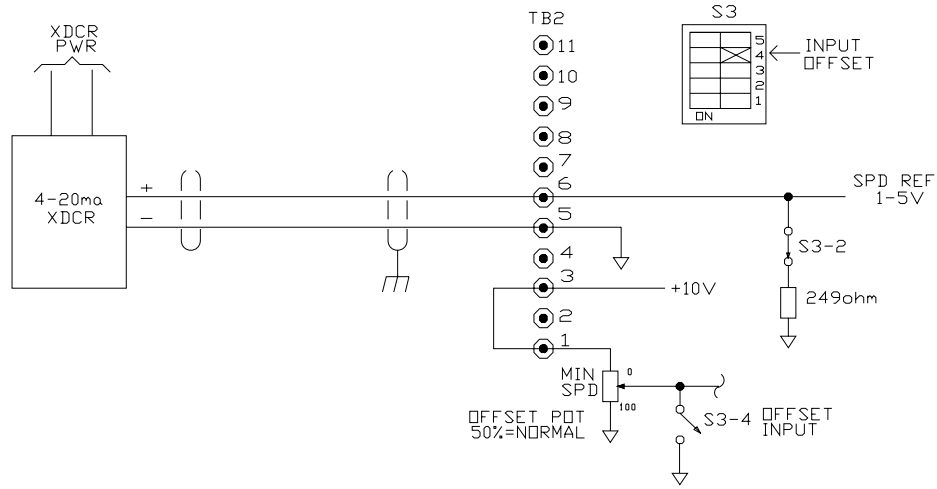 XDCR
PWR
4-20ma
XDCR
+
−
TB2
11
10
9
8
7
6
5
4
3
2
1
S3
5
4
3
2
1
ON
INPUT
OFFSET
SPD REF
1-5V
S3-2
249ohm
+10V
MIN
SPD
0
100
OFFSET POT
50%=NORMAL
S3-4 OFFSET
INPUT